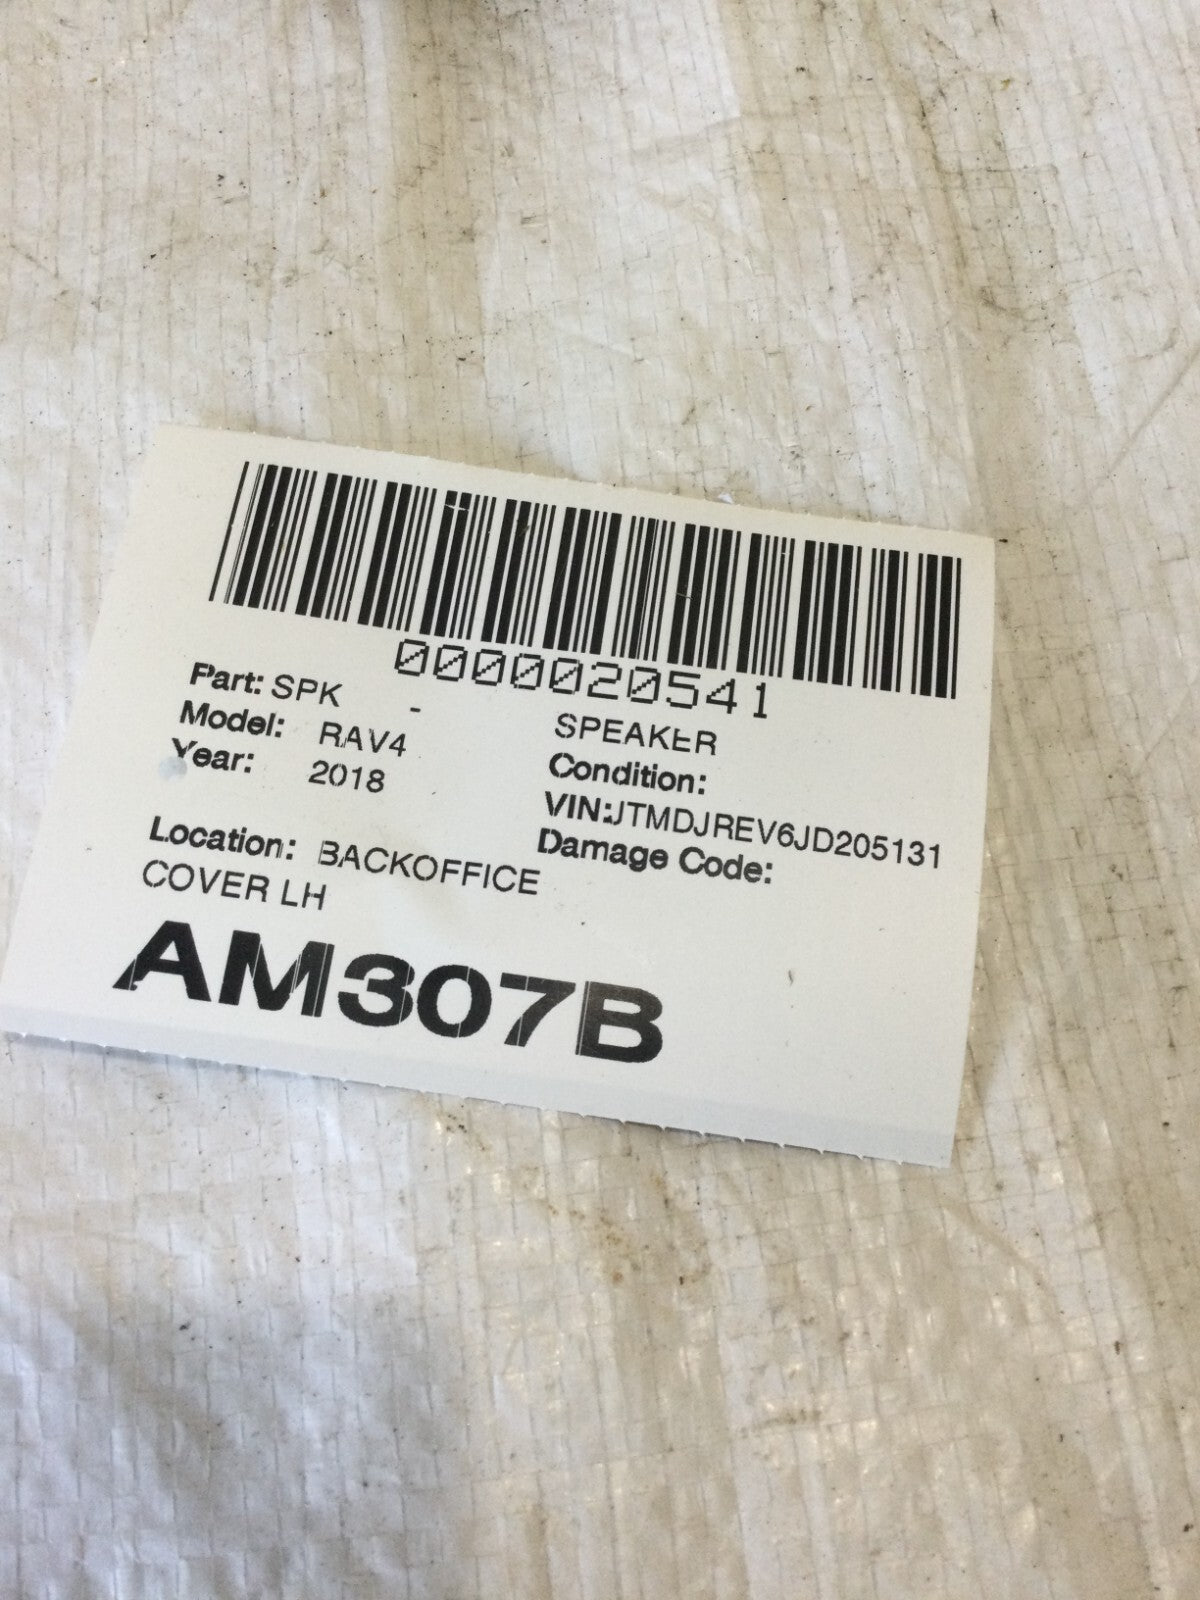 0000020541
Part: SPK - SPEAKER
Model: RAV4 Condition:
Year: 2018 VIN:JTMDJREV6JD205131
Damage Code:
Location: BACKOFFICE
COVER LH
AM307B